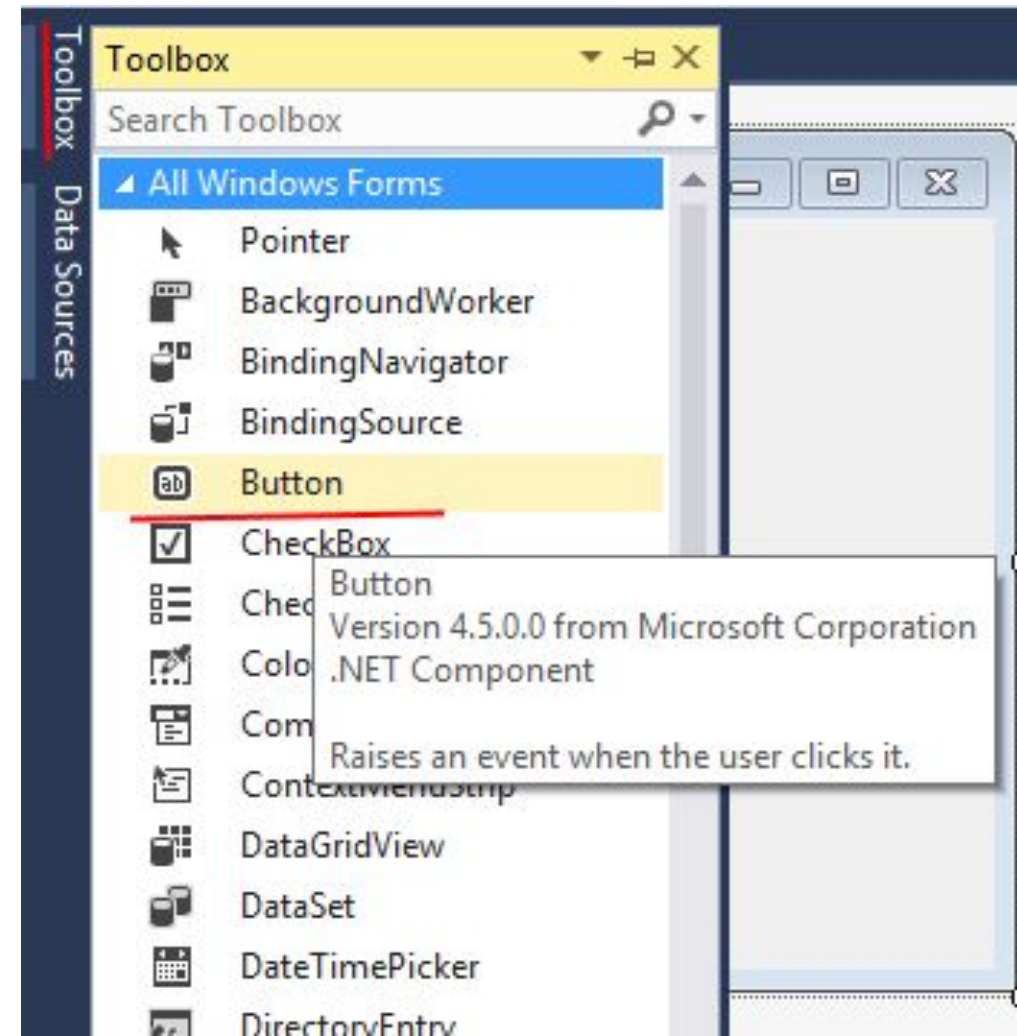 Toolbox
Data Sources
Toolbox
Search Toolbox
All Windows Forms
Pointer
BackgroundWorker
BindingNavigator
BindingSource
Button
CheckBox
Button
Version 4.5.0.0 from Microsoft Corporation
.NET Component
Raises an event when the user clicks it.
Chec
Colo
Com
ContextMenuStrip
DataGridView
DataSet
DateTimePicker
DirectoryEntry